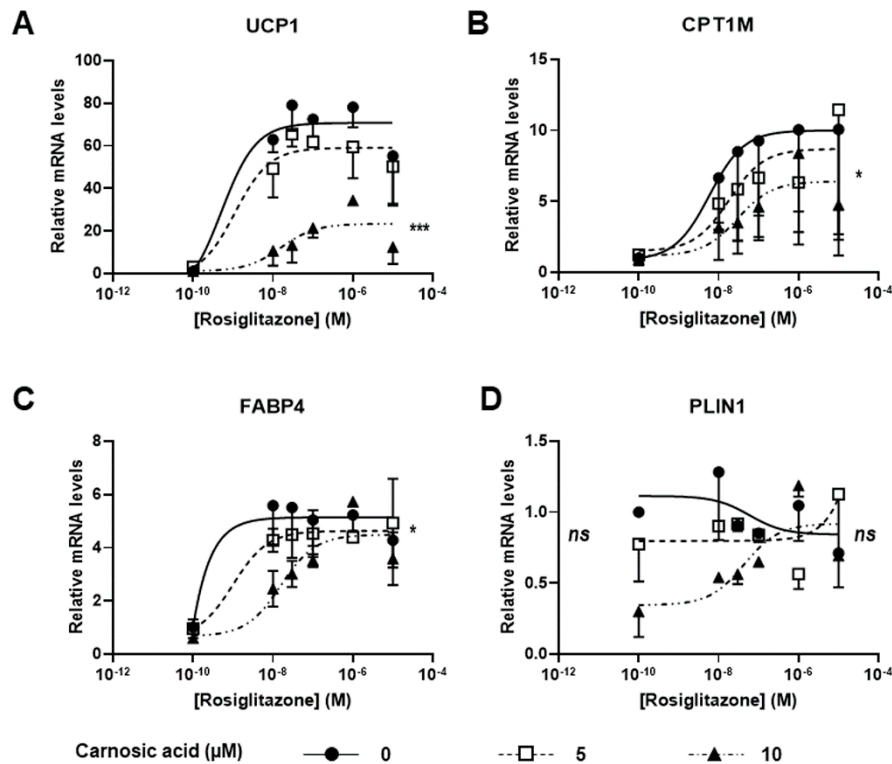 A
UCP1
Relative mRNA levels
100
80
60
40
20
0
***
10-12 10-10 10-8 10-6 10-4
[Rosiglitazone] (M)
B
CPT1M
Relative mRNA levels
15
10
5
0
*
10-12 10-10 10-8 10-6 10-4
[Rosiglitazone] (M)
C
FABP4
Relative mRNA levels
8
6
4
2
0
*
10-12 10-10 10-8 10-6 10-4
[Rosiglitazone] (M)
D
PLIN1
Relative mRNA levels
1.5
1.0
0.5
0.0
ns ns
10-12 10-10 10-8 10-6 10-4
[Rosiglitazone] (M)
Carnosic acid (μM) 0 5 10